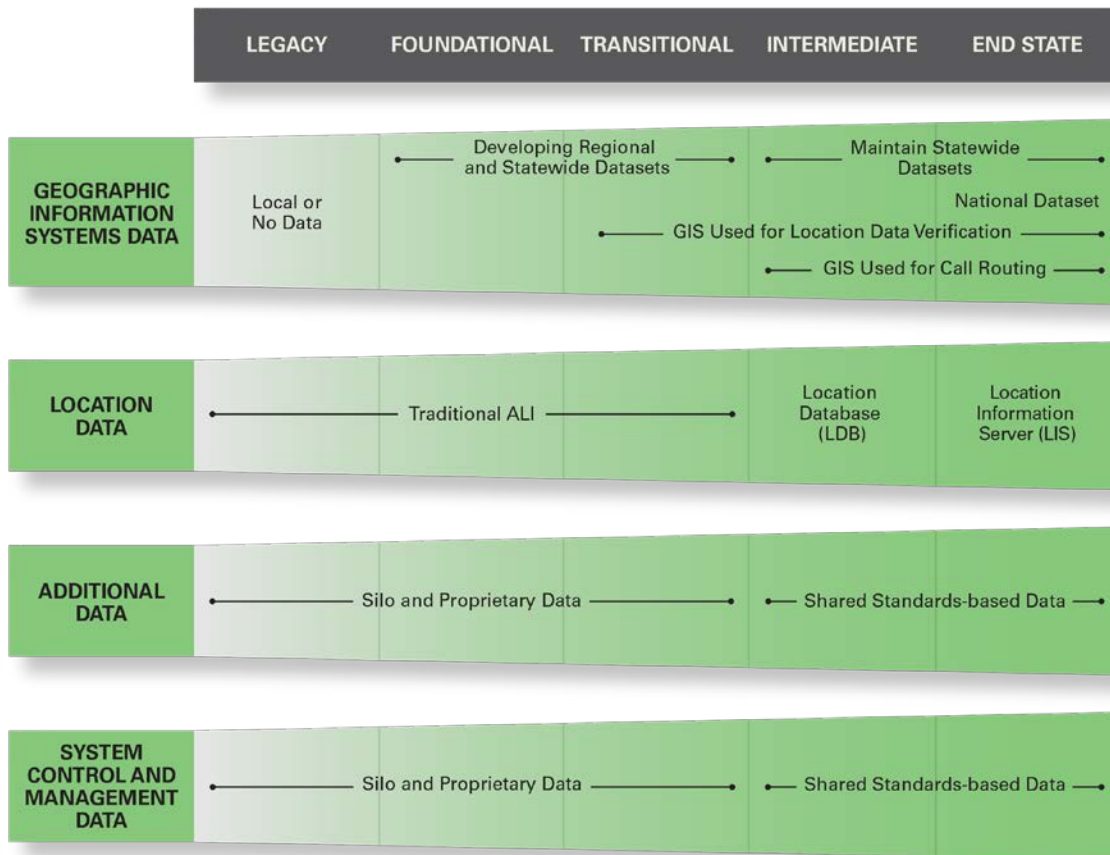 LEGACY FOUNDATIONAL TRANSITIONAL INTERMEDIATE END STATE
GEOGRAPHIC
INFORMATION
SYSTEMS DATA
Local or
No Data
Developing Regional
and Statewide Datasets
Maintain Statewide
Datasets
National Dataset
GIS Used for Location Data Verification
GIS Used for Call Routing
LOCATION
DATA
Traditional ALI
Location
Database
(LDB)
Location
Information
Server (LIS)
ADDITIONAL
DATA
Silo and Proprietary Data
Shared Standards-based Data
SYSTEM
CONTROL AND
MANAGEMENT
DATA
Silo and Proprietary Data
Shared Standards-based Data